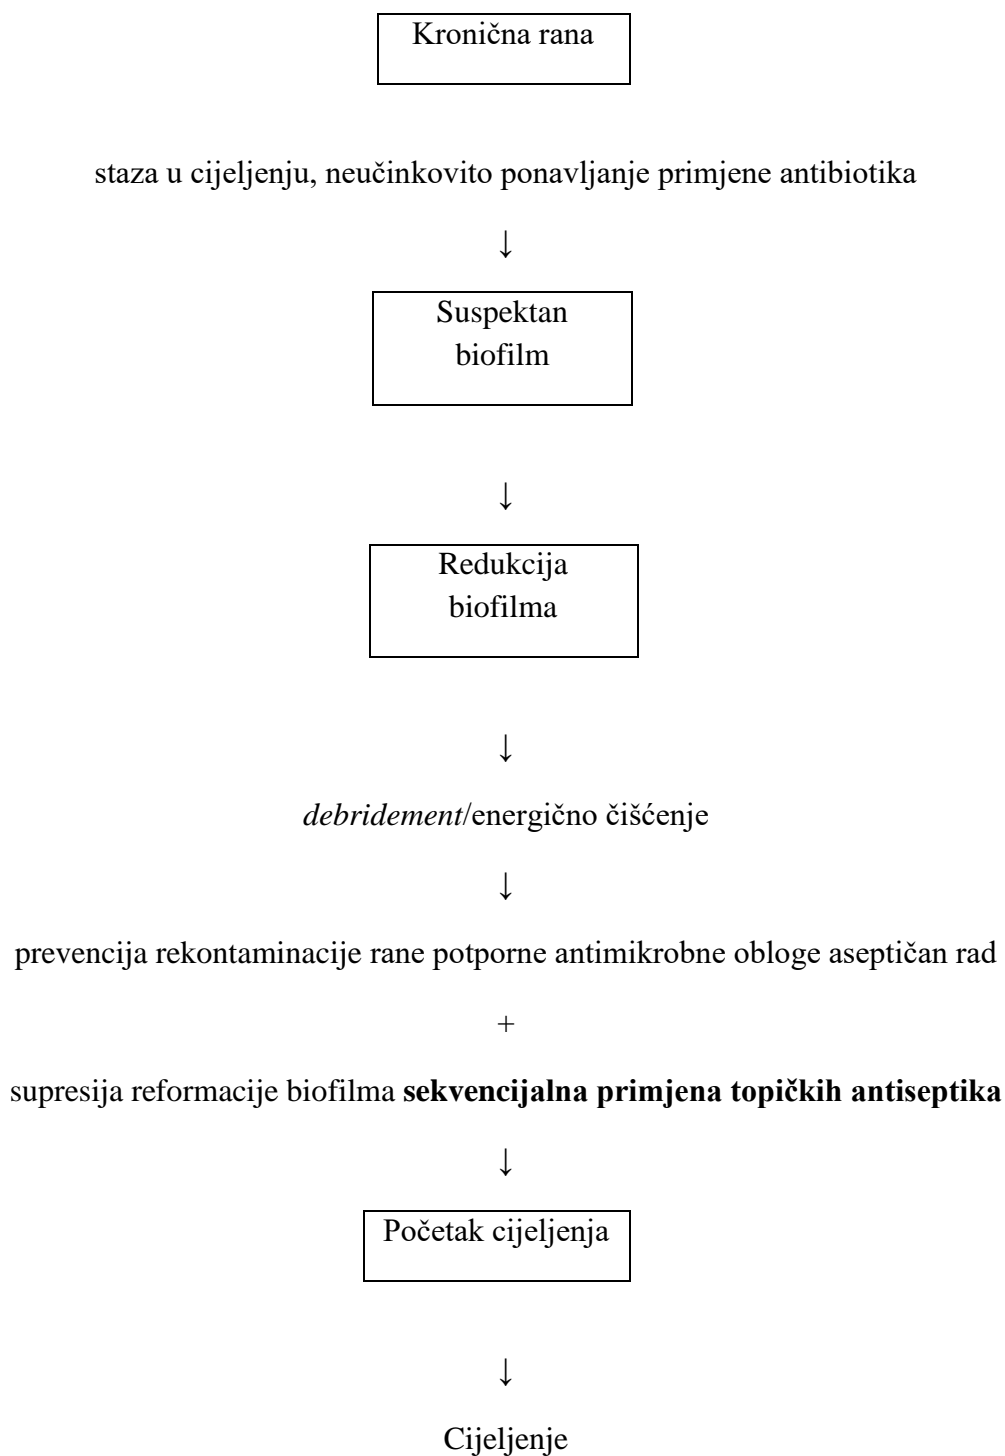 Kronična rana
staza u cijeljenju, neučinkovito ponavljanje primjene antibiotika
↓
Suspektan
biofilm
↓
Redukcija
biofilma
↓
debridement/energično čišćenje
↓
prevencija rekontaminacije rane potporne antimikrobne obloge aseptičan rad
+
supresija reformacije biofilma sekvencijalna primjena topičkih antiseptika
↓
Početak cijeljenja
↓
Cijeljenje